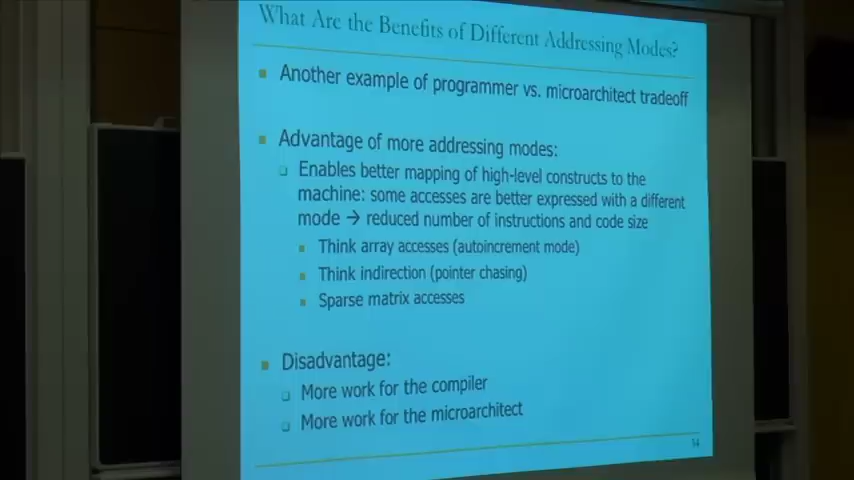 What Are the Benefits of Different Addressing Modes?
Another example of programmer vs. microarchitect tradeoff
Advantage of more addressing modes:
Enables better mapping of high-level constructs to the
machine: some accesses are better expressed with a different
mode → reduced number of instructions and code size
Think array accesses (autoincrement mode)
Think indirection (pointer chasing)
Sparse matrix accesses
Disadvantage:
More work for the compiler
More work for the microarchitect